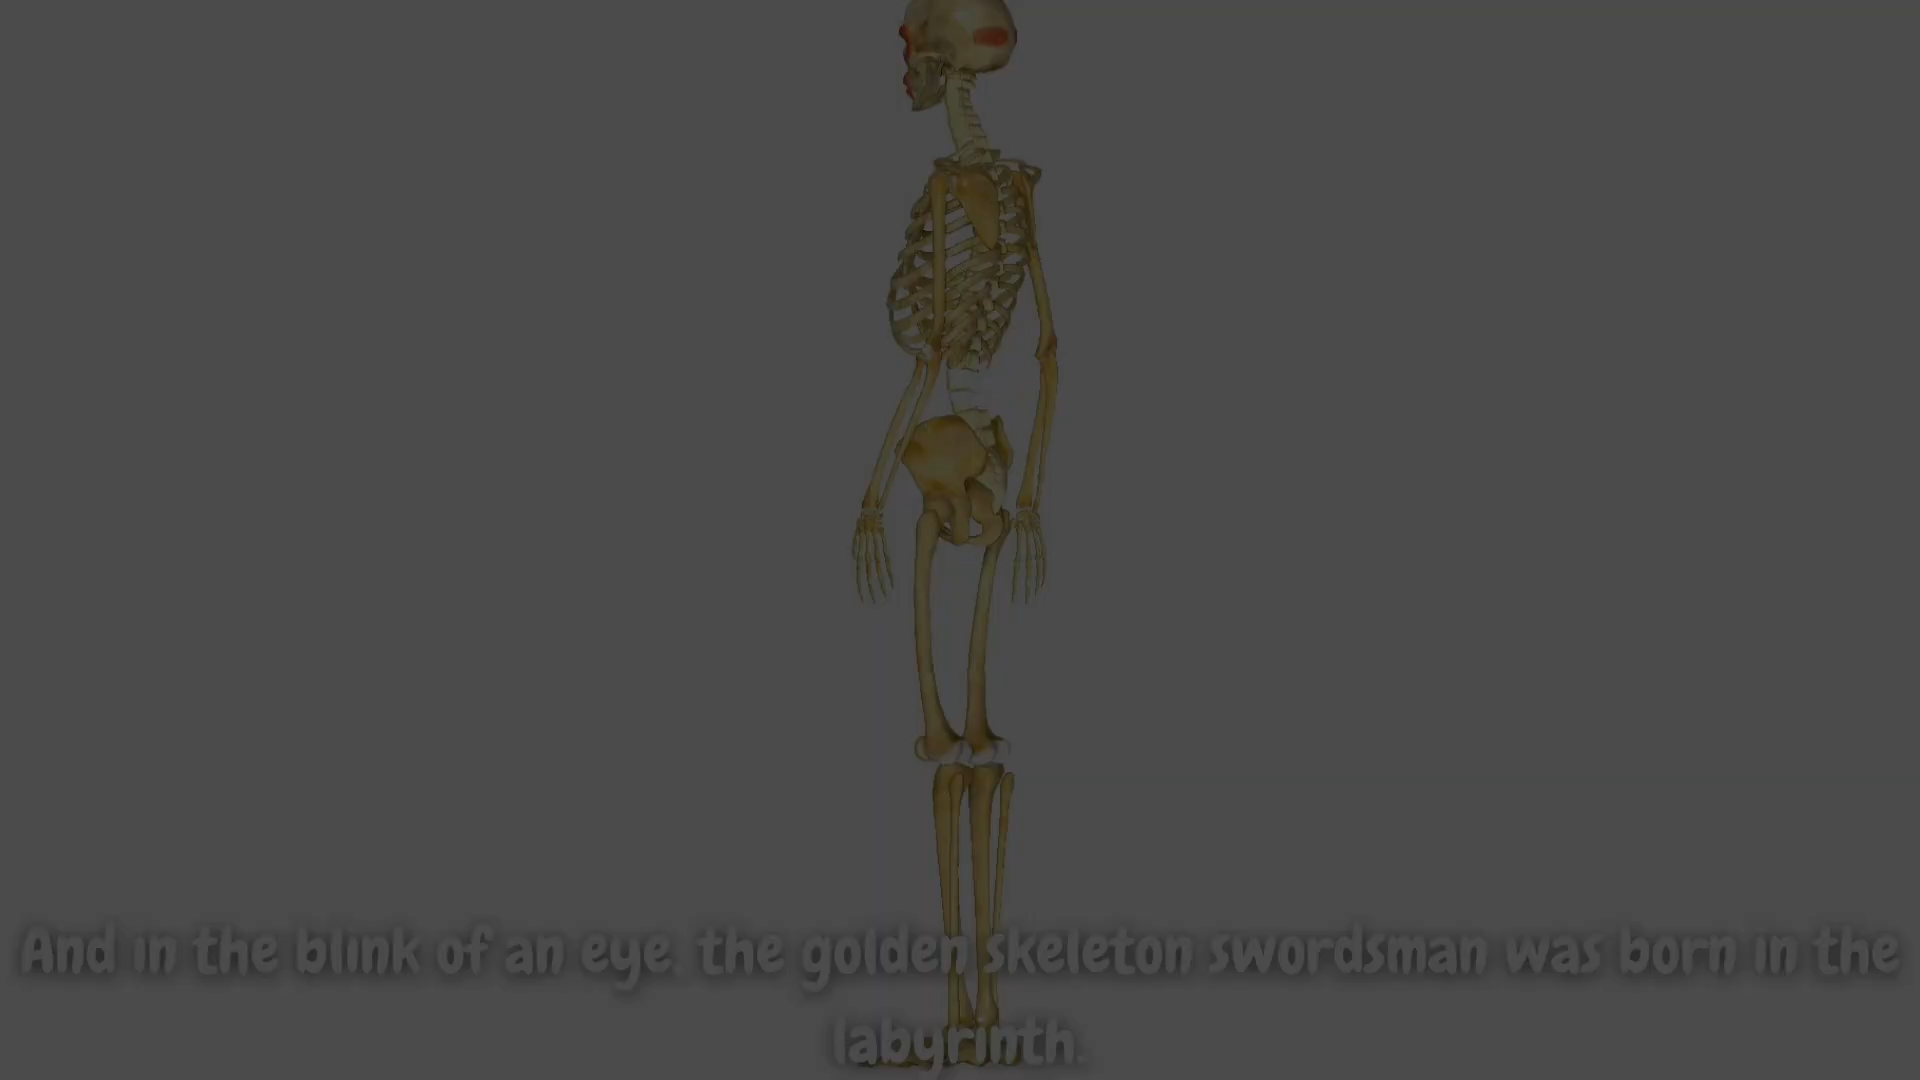 And in the blink of an eye, the golden skeleton swordsman was born in the
labyrinth.